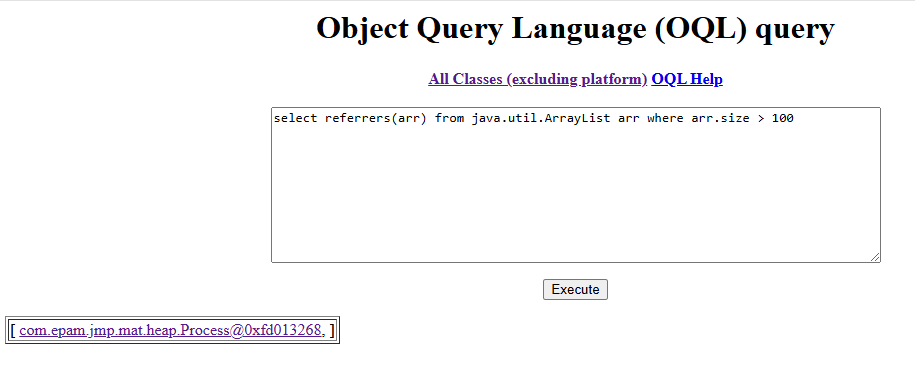 Object Query Language (OQL) query
All Classes (excluding platform) OQL Help
select referrers(arr) from java.util.ArrayList arr where arr.size > 100
Execute
[ com.epam.jmp.mat.heap.Process@0xfd013268, ]